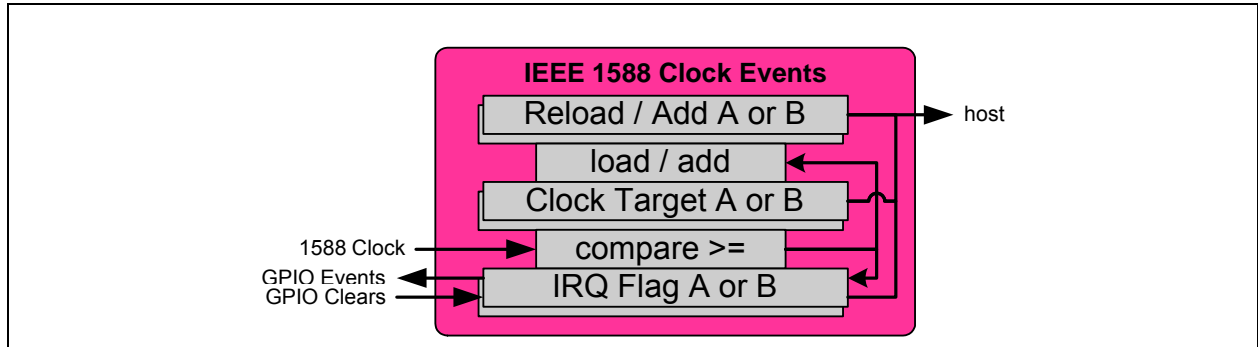 IEEE 1588 Clock Events
Reload / Add A or B
host
load / add
Clock Target A or B
1588 Clock
compare >=
GPIO Events
GPIO Clears
IRQ Flag A or B